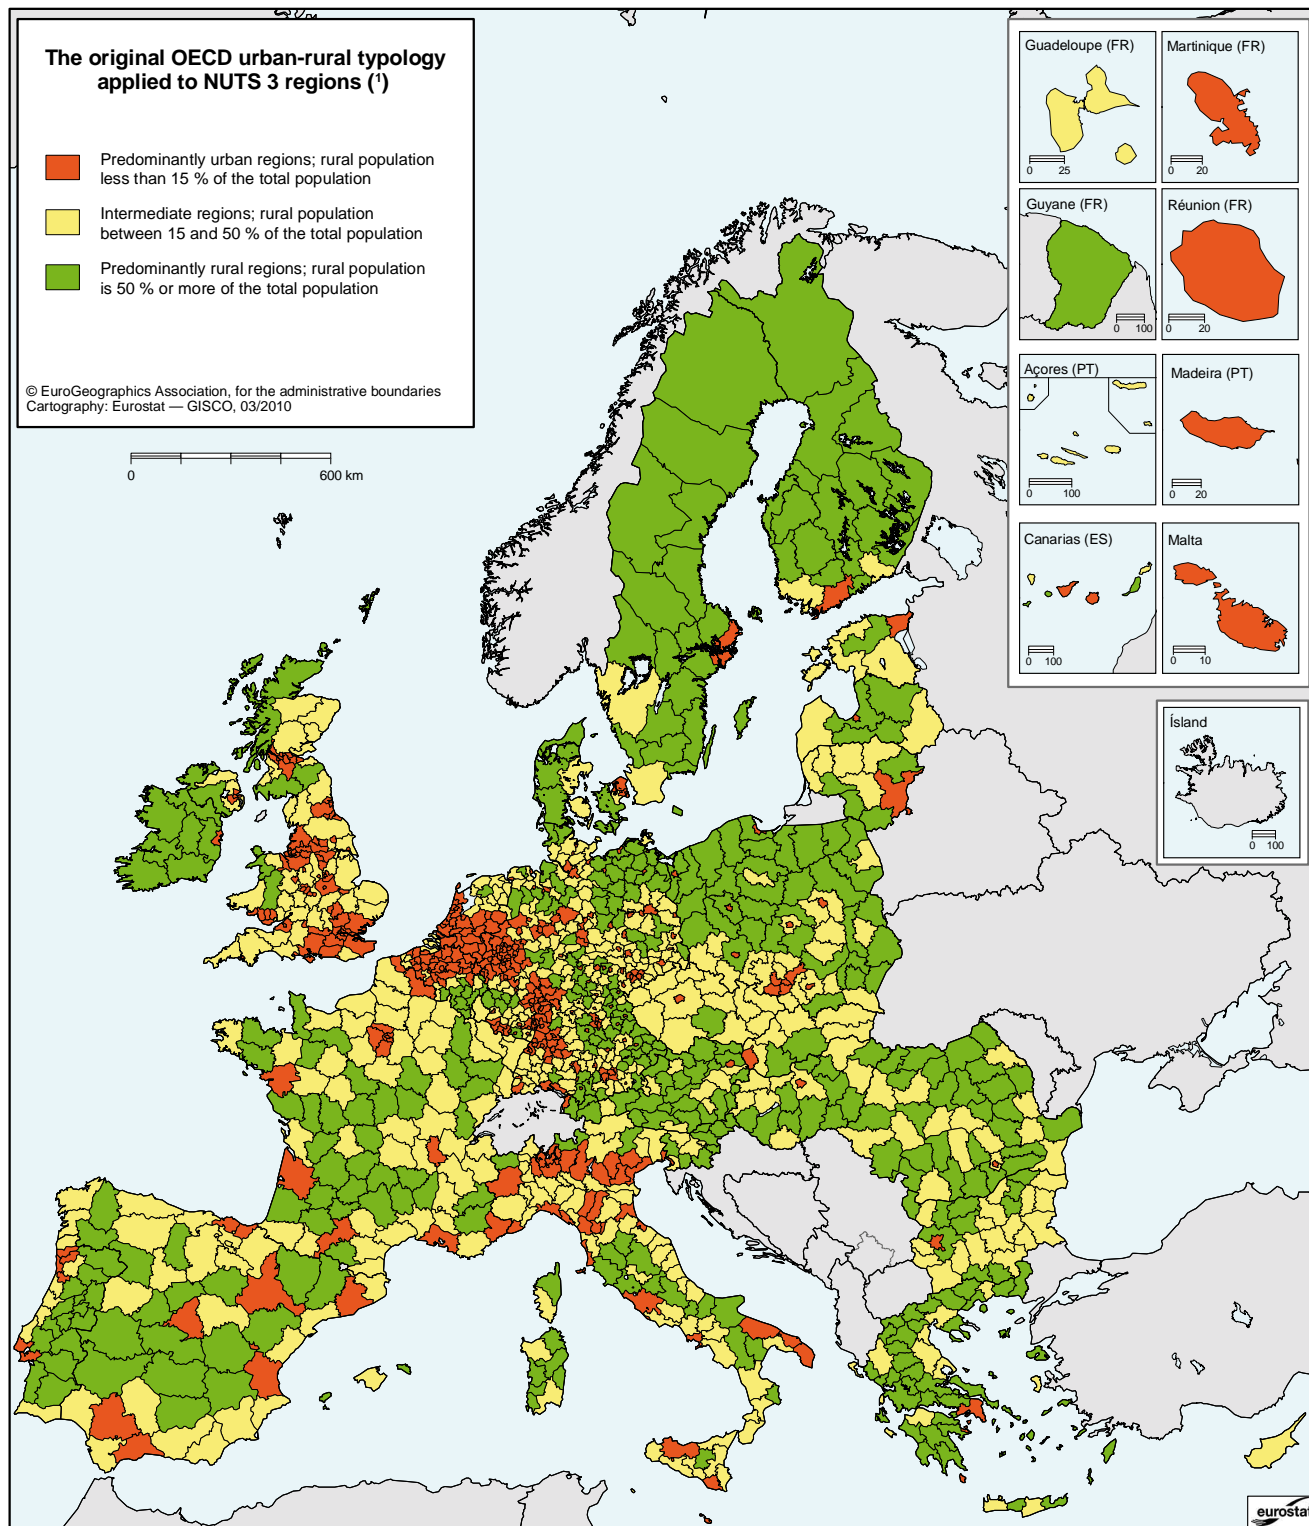 The original OECD urban-rural typology
applied to NUTS 3 regions (¹)
Predominantly urban regions; rural population
less than 15 % of the total population
Intermediate regions; rural population
between 15 and 50 % of the total population
Predominantly rural regions; rural population
is 50 % or more of the total population
© EuroGeographics Association, for the administrative boundaries
Cartography: Eurostat — GISCO, 03/2010
0 600 km
Guadeloupe (FR)
0 25
Martinique (FR)
0 20
Guyane (FR)
0 100
Réunion (FR)
0 20
Açores (PT)
0 100
Madeira (PT)
0 20
Canarias (ES)
0 100
Malta
0 10
Ísland
0 100
eurostat